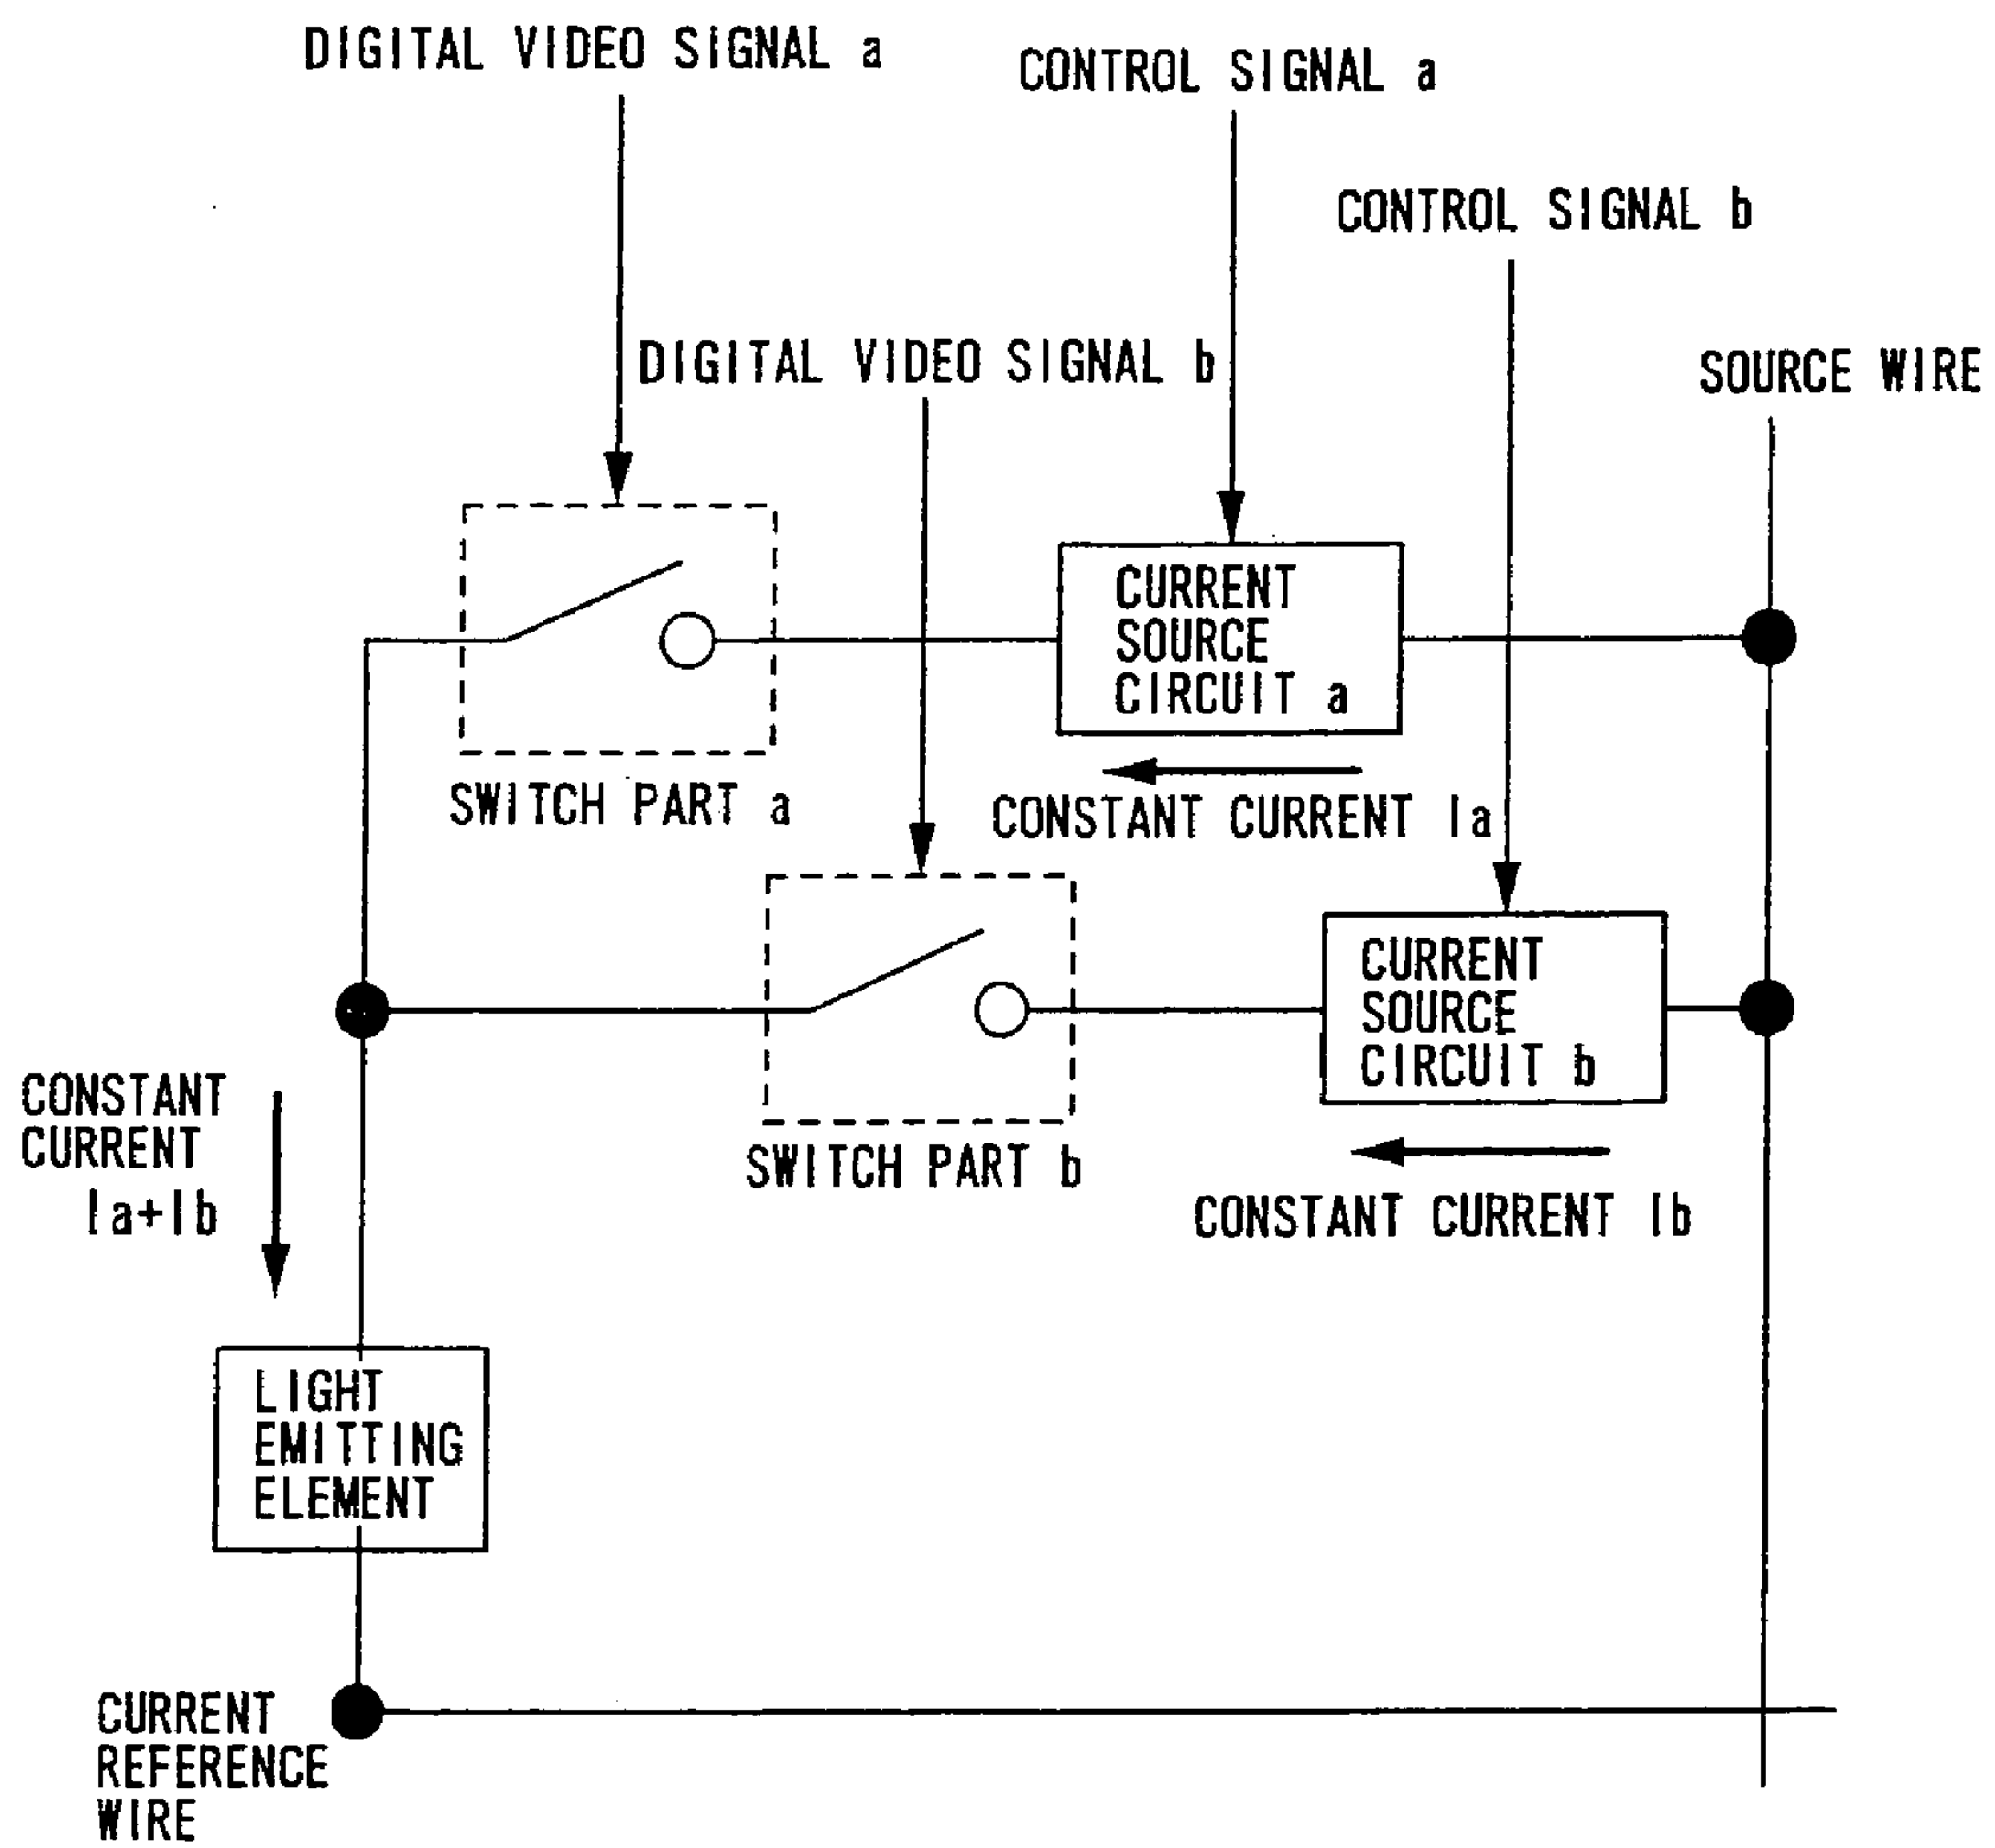 DIGITAL VIDEO SIGNAL a
CONTROL SIGNAL a
CONTROL SIGNAL b
DIGITAL VIDEO SIGNAL b
SOURCE WIRE
CURRENT
SOURCE
CIRCUIT a
SWITCH PART a
CONSTANT CURRENT Ia
CURRENT
SOURCE
CIRCUIT b
CONSTANT
CURRENT
Ia+Ib
SWITCH PART b
CONSTANT CURRENT Ib
LIGHT
EMITTING
ELEMENT
CURRENT
REFERENCE
WIRE